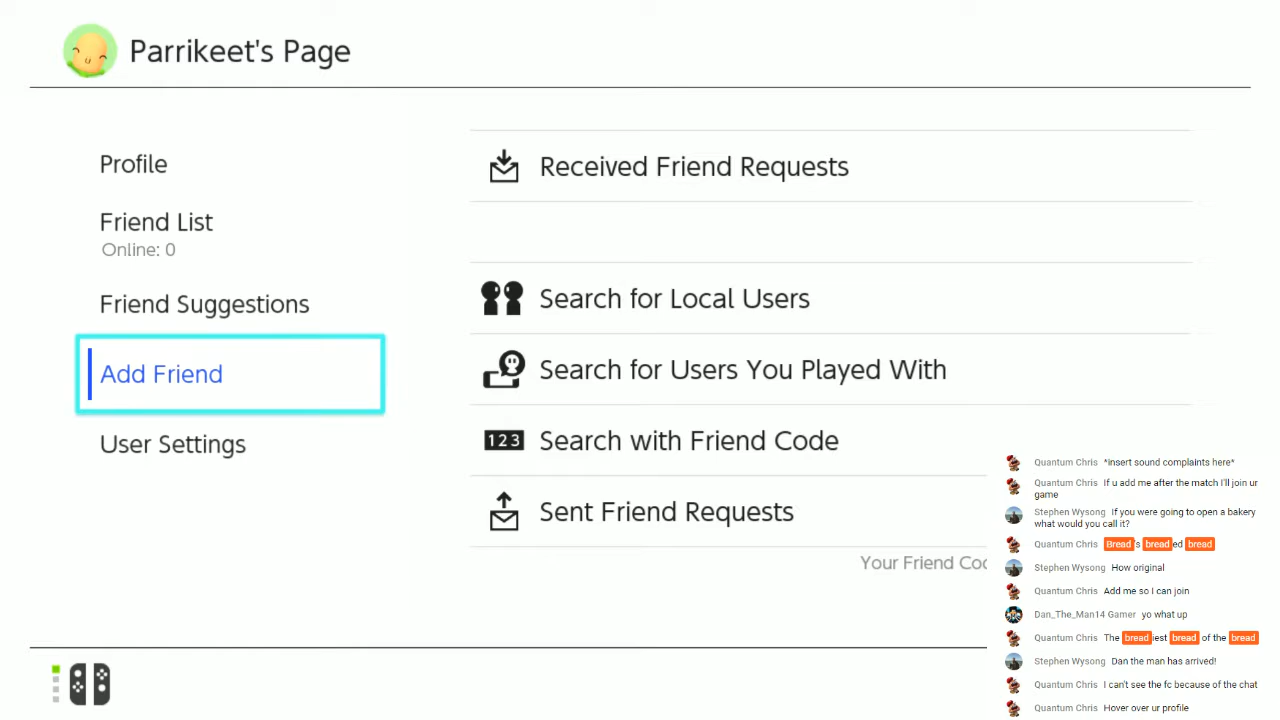 Parrikeet's Page
Profile
Friend List
Online: 0
Friend Suggestions
Add Friend
User Settings
Received Friend Requests
Search for Local Users
Search for Users You Played With
123 Search with Friend Code
Sent Friend Requests
Your Friend Coc
Quantum Chris *insert sound complaints here*
Quantum Chris If u add me after the match I'll join ur
game
Stephen Wysong If you were going to open a bakery
what would you call it?
Quantum Chris Bread's breaded bread
Stephen Wysong How original
Quantum Chris Add me so I can join
Dan_The_Man14 Gamer yo what up
Quantum Chris The breadiest bread of the bread
Stephen Wysong Dan the man has arrived!
Quantum Chris I can't see the fc because of the chat
Quantum Chris Hover over ur profile